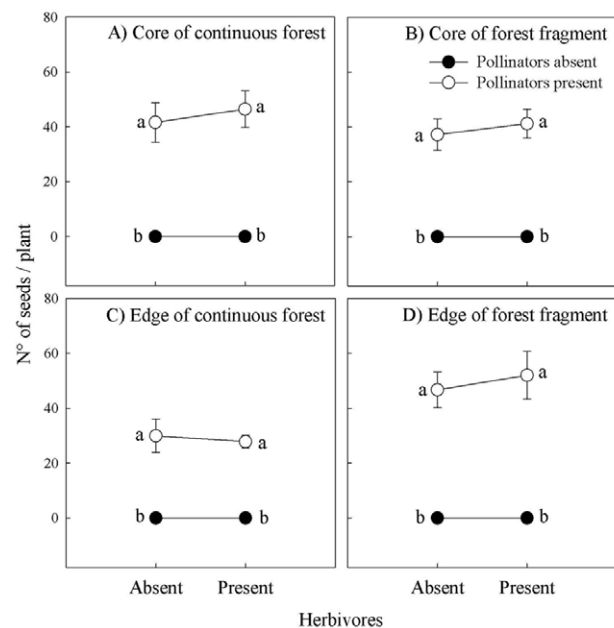 A) Core of continuous forest
B) Core of forest fragment
Pollinators absent
Pollinators present
80
60
40
20
0
a
a
b
b
a
a
b
b
N° of seeds / plant
C) Edge of continuous forest
D) Edge of forest fragment
80
60
40
20
0
a
a
b
b
a
a
b
b
Absent Present Absent Present
Herbivores